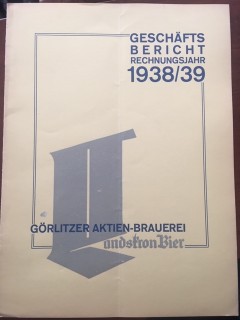 GESCHÄFTS
BERICHT
RECHNUNGSJAHR
1938/39
GÖRLITZER AKTIEN-BRAUEREI
Landskron Bier